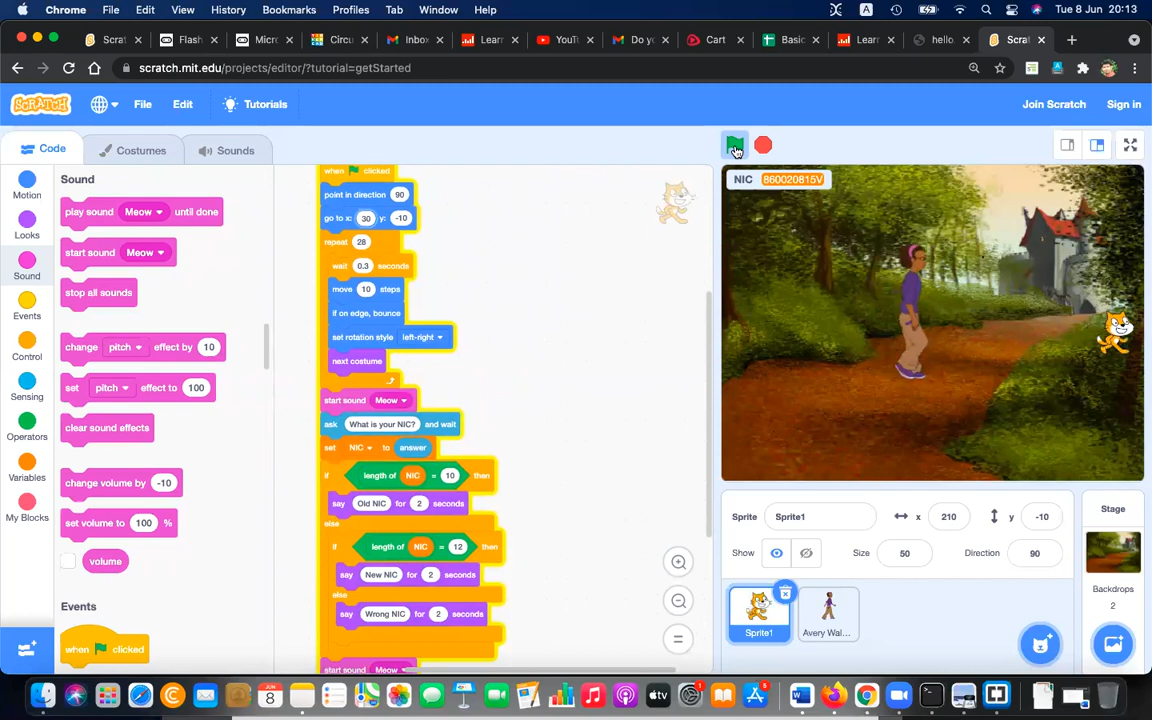 Chrome File Edit View History Bookmarks Profiles Tab Window Help A Tue 8 Jun 20:13
Scrat Flash Micro Circu Inbox Learn YouTu Do yo Cart Basic Learn hello. Scrat
scratch.mit.edu/projects/editor/?tutorial=getStarted
SCRATCH File Edit Tutorials Join Scratch Sign in
Code Costumes Sounds
Motion
Looks
Sound
Events
Control
Sensing
Operators
Variables
My Blocks
Sound
play sound Meow until done
start sound Meow
stop all sounds
change pitch effect by 10
set pitch effect to 100
clear sound effects
change volume by -10
set volume to 100 %
volume
Events
when clicked
when clicked
point in direction 90
go to x: 30 y: -10
repeat 28
wait 0.3 seconds
move 10 steps
if on edge, bounce
set rotation style left-right
next costume
start sound Meow
ask What is your NIC? and wait
set NIC to answer
if length of NIC = 10 then
say Old NIC for 2 seconds
else
if length of NIC = 12 then
say New NIC for 2 seconds
else
say Wrong NIC for 2 seconds
start sound Meow
NIC 860020815V
Sprite Sprite1 x 210 y -10
Show Size 50 Direction 90
Sprite1
Avery Wal...
Stage
Backdrops
2